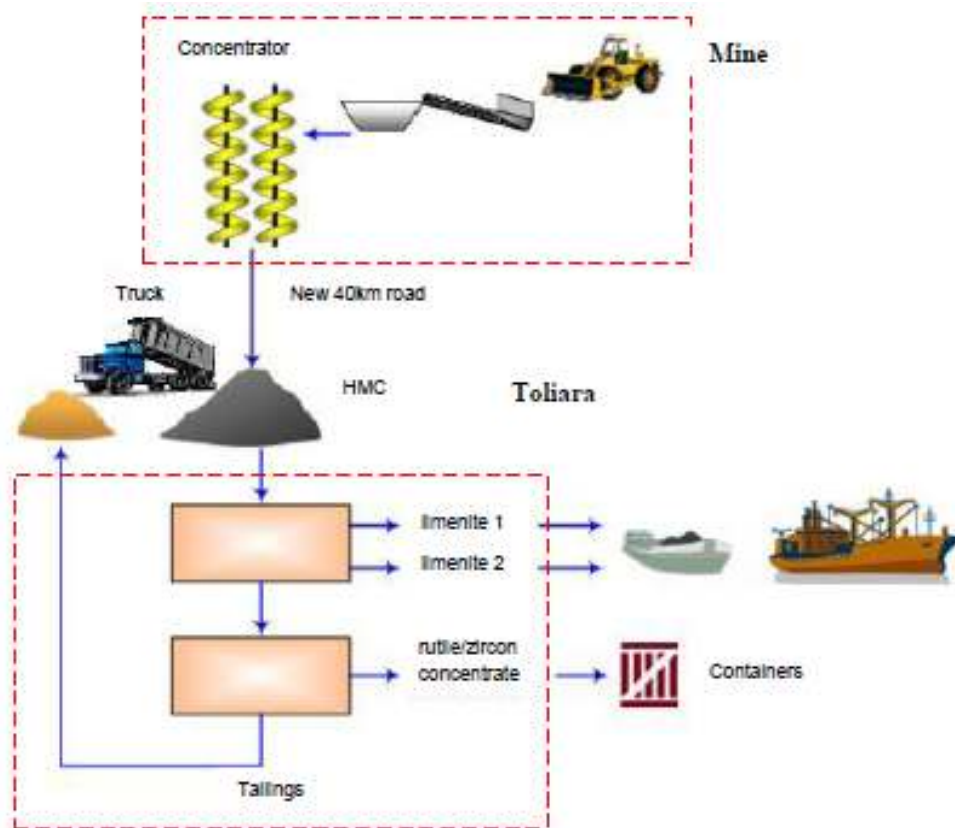 Concentrator
Mine
Truck
New 40km road
HMC
Toliara
ilmenite 1
ilmenite 2
rutile/zircon
concentrate
Containers
Tailings